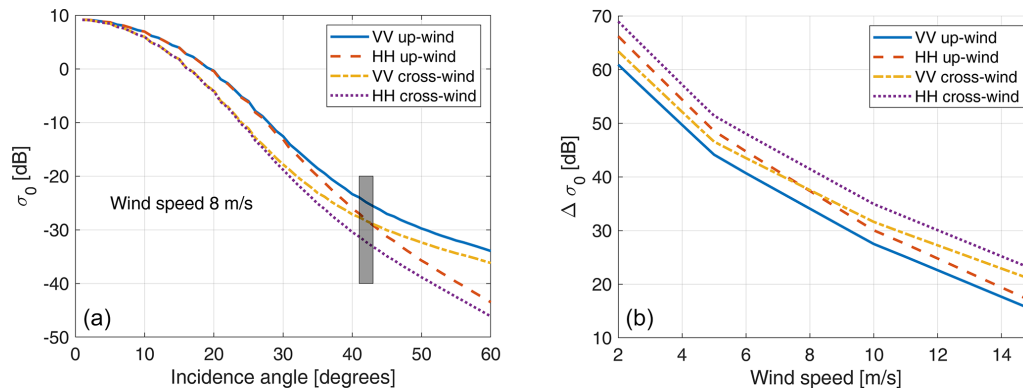 10
0
-10
-20
-30
-40
-50
σ0 [dB]
VV up-wind
HH up-wind
VV cross-wind
HH cross-wind
Wind speed 8 m/s
(a)
0 10 20 30 40 50 60
Incidence angle [degrees]
70
60
50
40
30
20
10
Δ σ0 [dB]
VV up-wind
HH up-wind
VV cross-wind
HH cross-wind
(b)
2 4 6 8 10 12 14
Wind speed [m/s]